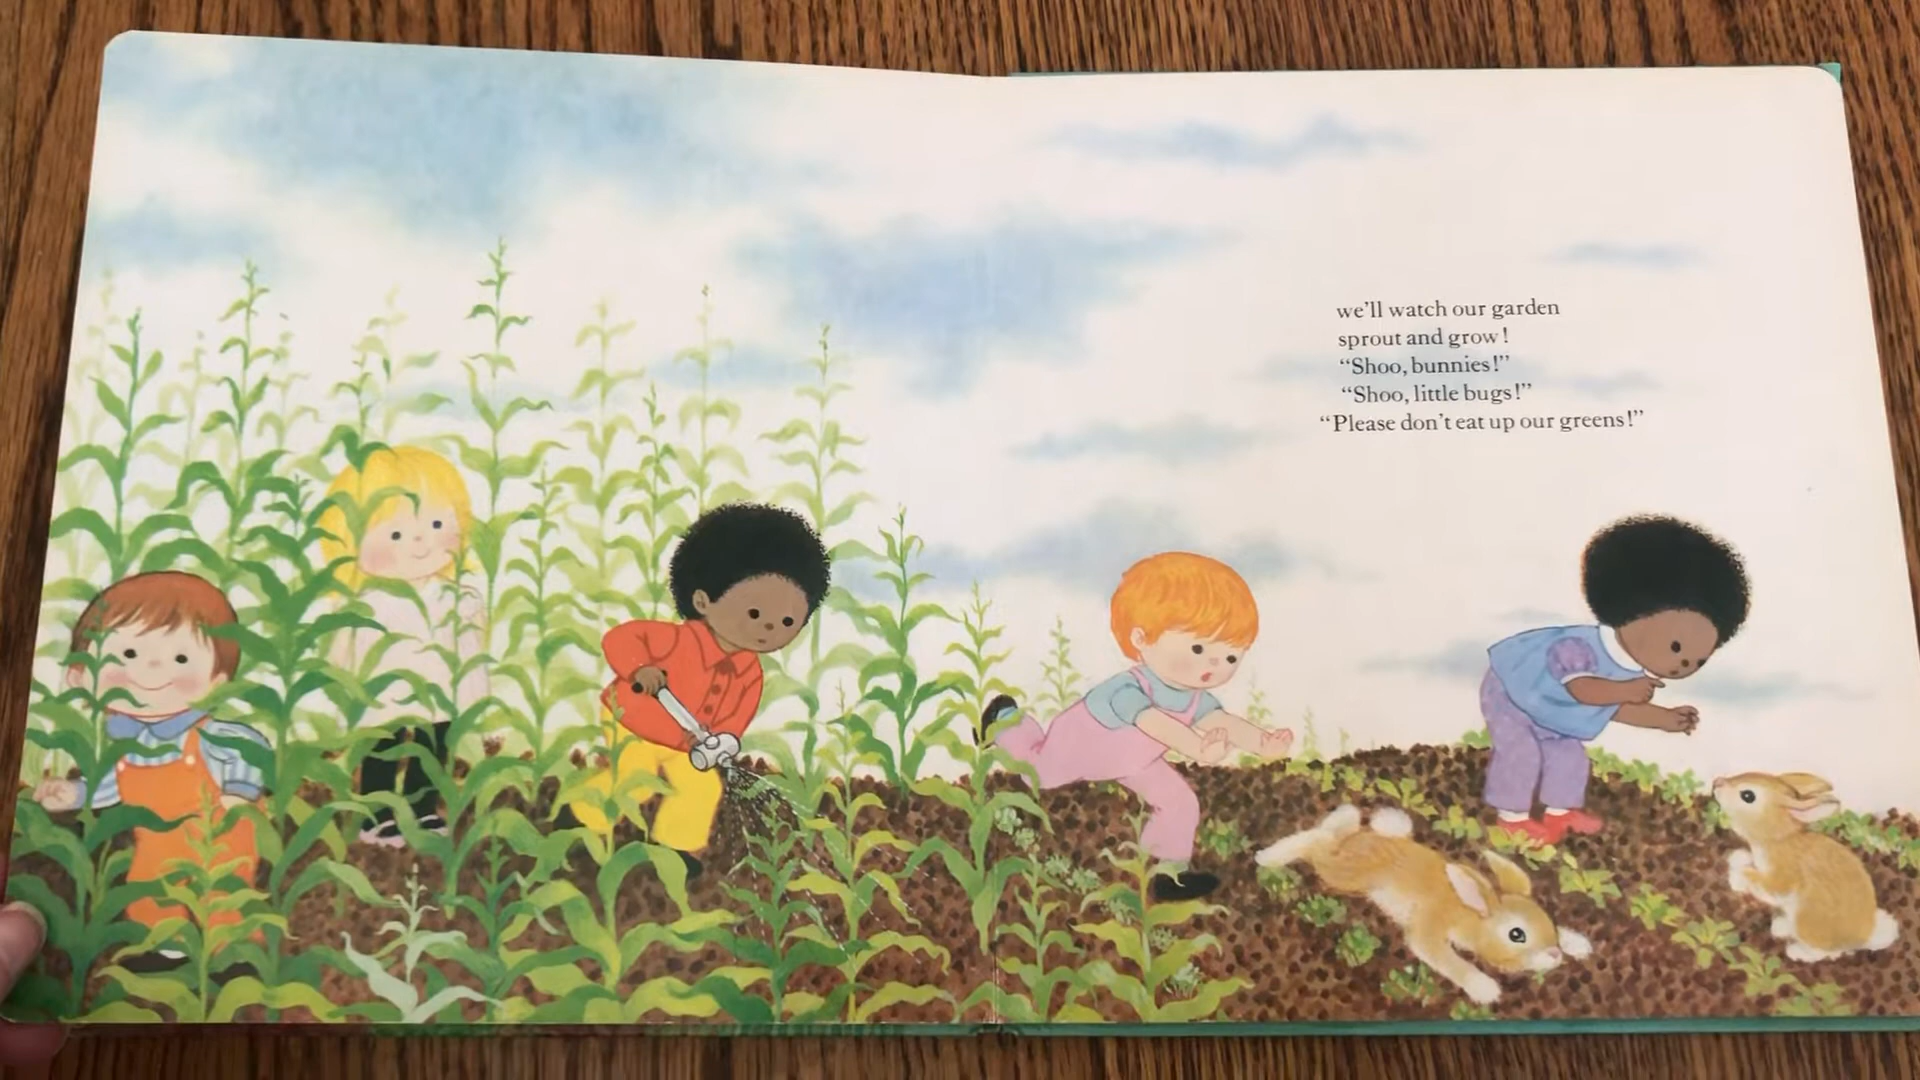 we'll watch our garden
sprout and grow!
“Shoo, bunnies!”
“Shoo, little bugs!”
“Please don't eat up our greens!”